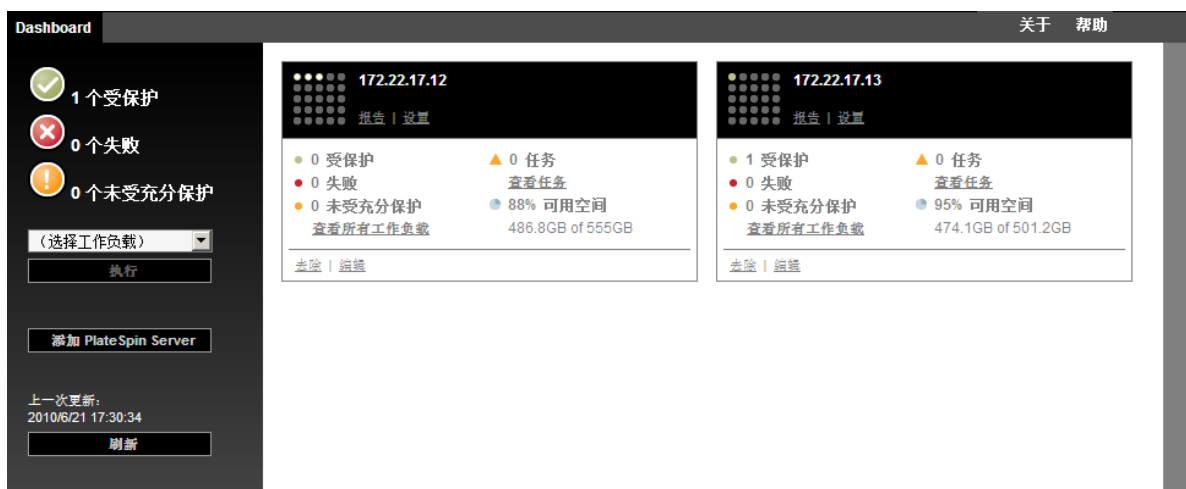 Dashboard
关于 帮助
1 个受保护
0 个失败
0 个未受充分保护
（选择工作负载）
执行
添加 PlateSpin Server
上一次更新：
2010/6/21 17:30:34
刷新
172.22.17.12
报告 | 设置
0 受保护
0 失败
0 未受充分保护
查看所有工作负载
0 任务
查看任务
88% 可用空间
486.8GB of 555GB
去除 | 编辑
172.22.17.13
报告 | 设置
1 受保护
0 失败
0 未受充分保护
查看所有工作负载
0 任务
查看任务
95% 可用空间
474.1GB of 501.2GB
去除 | 编辑